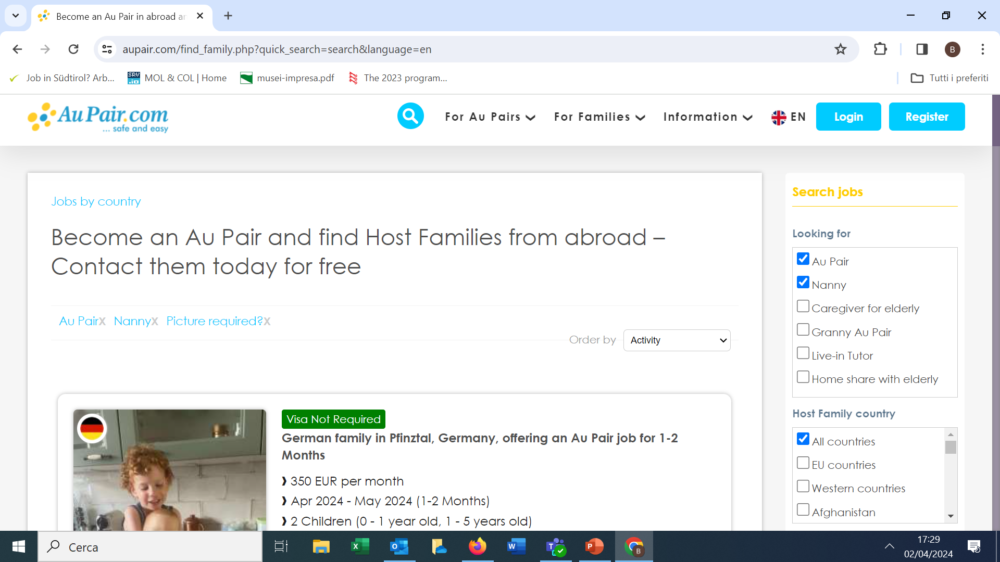 Become an Au Pair in abroad ar
aupair.com/find_family.php?quick_search=search&language=en
B
Job in Südtirol? Arb...
MOL & COL | Home
musei-impresa.pdf
The 2023 program...
Tutti i preferiti
AuPair.com
... safe and easy
For Au Pairs
For Families
Information
EN
Login
Register
Jobs by country
Become an Au Pair and find Host Families from abroad –
Contact them today for free
Au Pairx Nannyx Picture required?x
Order by Activity
Visa Not Required
German family in Pfinztal, Germany, offering an Au Pair job for 1-2
Months
350 EUR per month
Apr 2024 - May 2024 (1-2 Months)
2 Children (0 - 1 year old, 1 - 5 years old)
Search jobs
Looking for
Au Pair
Nanny
Caregiver for elderly
Granny Au Pair
Live-in Tutor
Home share with elderly
Host Family country
All countries
EU countries
Western countries
Afghanistan
Cerca
17:29
02/04/2024